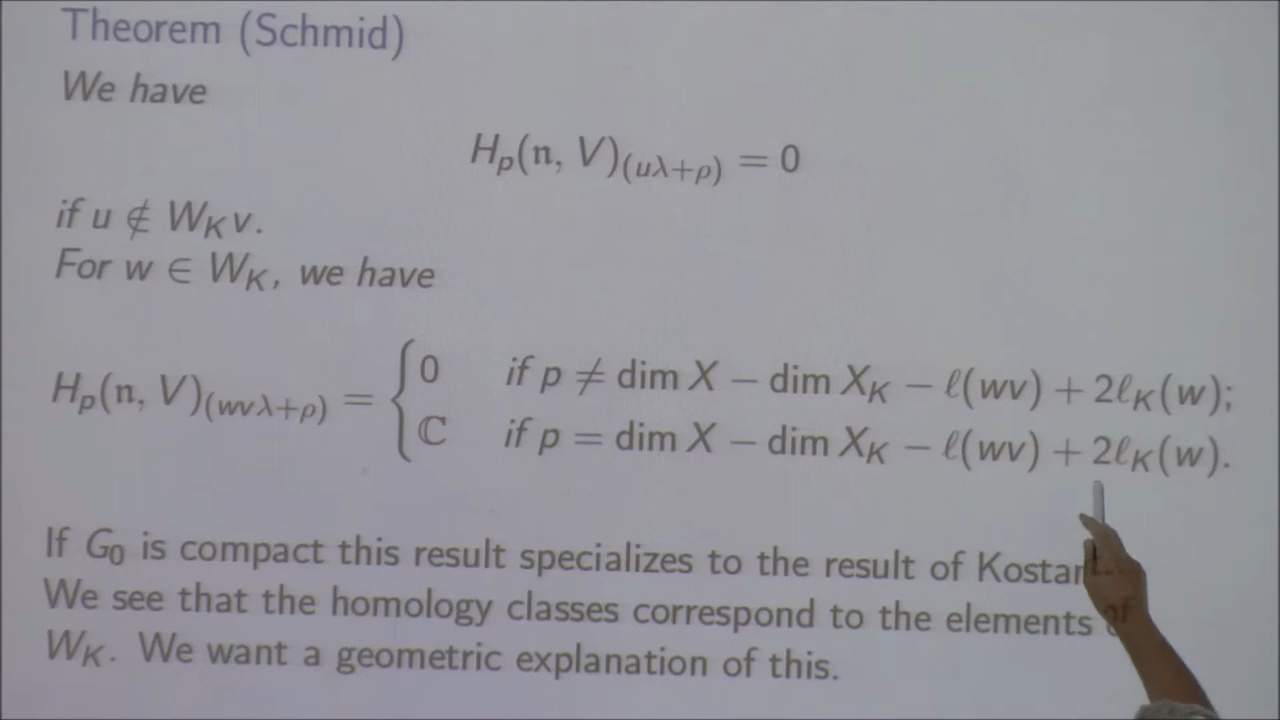 Theorem (Schmid)
We have
H_p(𝔫, V)_(uλ+ρ) = 0
if u ∉ W_K v.
For w ∈ W_K, we have
H_p(𝔫, V)_(wvλ+ρ) = { 0 if p ≠ dim X − dim X_K − ℓ(wv) + 2ℓ_K(w);
ℂ if p = dim X − dim X_K − ℓ(wv) + 2ℓ_K(w).
If G_0 is compact this result specializes to the result of Kostant.
We see that the homology classes correspond to the elements of
W_K. We want a geometric explanation of this.